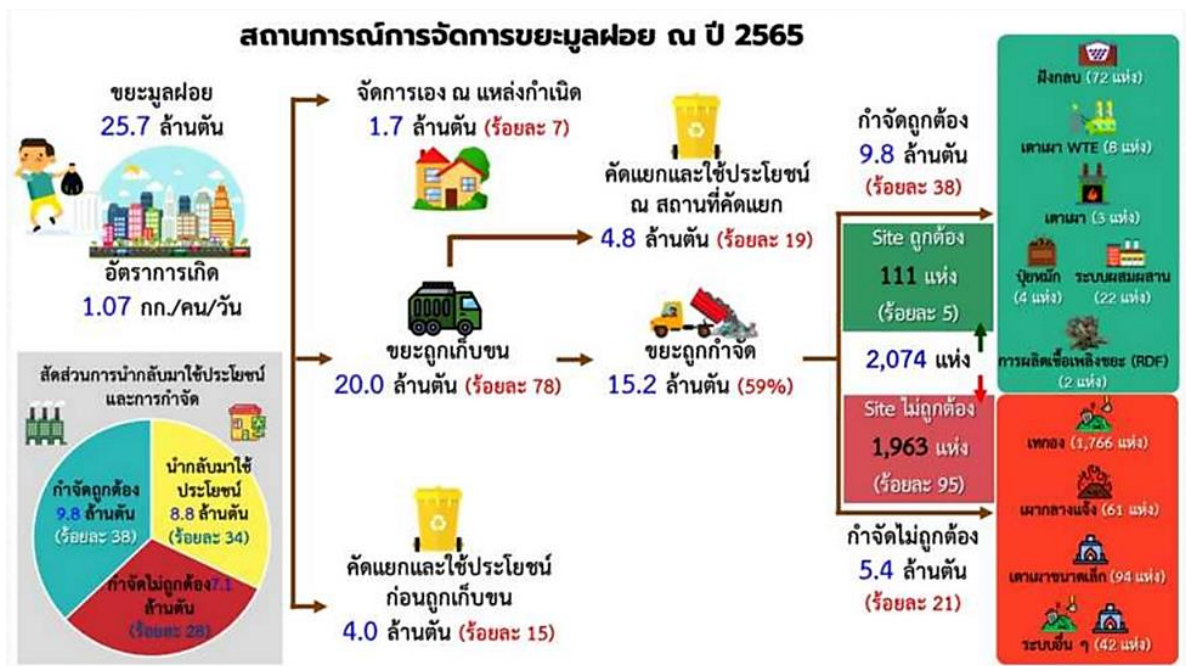 สถานการณ์การจัดการขยะมูลฝอย ณ ปี 2565
ขยะมูลฝอย
25.7 ล้านตัน
อัตราการเกิด
1.07 กก./คน/วัน
จัดการเอง ณ แหล่งกำเนิด
1.7 ล้านตัน (ร้อยละ 7)
คัดแยกและใช้ประโยชน์
ณ สถานที่คัดแยก
4.8 ล้านตัน (ร้อยละ 19)
ขยะถูกเก็บขน
20.0 ล้านตัน (ร้อยละ 78)
ขยะถูกกำจัด
15.2 ล้านตัน (59%)
คัดแยกและใช้ประโยชน์
ก่อนถูกเก็บขน
4.0 ล้านตัน (ร้อยละ 15)
กำจัดถูกต้อง
9.8 ล้านตัน
(ร้อยละ 38)
Site ถูกต้อง
111 แห่ง
(ร้อยละ 5)
2,074 แห่ง
Site ไม่ถูกต้อง
1,963 แห่ง
(ร้อยละ 95)
กำจัดไม่ถูกต้อง
5.4 ล้านตัน
(ร้อยละ 21)
ฝังกลบ (72 แห่ง)
เตาเผา WTE (8 แห่ง)
เตาเผา (3 แห่ง)
ปุ๋ยหมัก
(4 แห่ง)
ระบบผสมผสาน
(22 แห่ง)
การผลิตเชื้อเพลิงขยะ (RDF)
(2 แห่ง)
เทกอง (1,766 แห่ง)
เผากลางแจ้ง (61 แห่ง)
เตาเผาขนาดเล็ก (94 แห่ง)
ระบบอื่น ๆ (42 แห่ง)
สัดส่วนการนำกลับมาใช้ประโยชน์
และการกำจัด
กำจัดถูกต้อง
9.8 ล้านตัน
(ร้อยละ 38)
นำกลับมาใช้
ประโยชน์
8.8 ล้านตัน
(ร้อยละ 34)
กำจัดไม่ถูกต้อง7.1
ล้านตัน
(ร้อยละ 28)